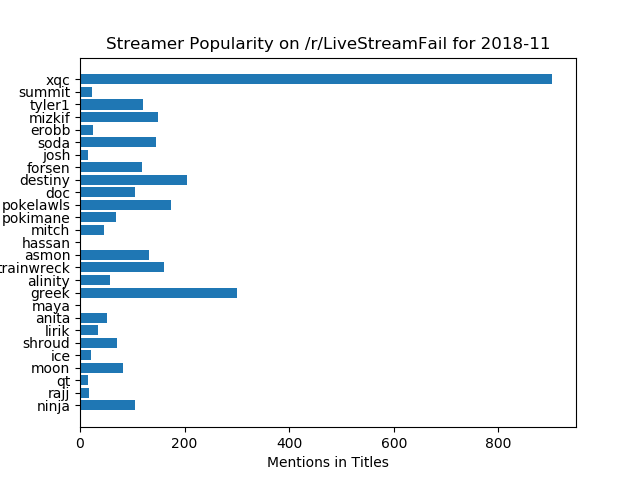 Streamer Popularity on /r/LiveStreamFail for 2018-11
xqc
summit
tyler1
mizkif
erobb
soda
josh
forsen
destiny
doc
pokelawls
pokimane
mitch
hassan
asmon
trainwreck
alinity
greek
maya
anita
lirik
shroud
ice
moon
qt
rajj
ninja
0 200 400 600 800
Mentions in Titles